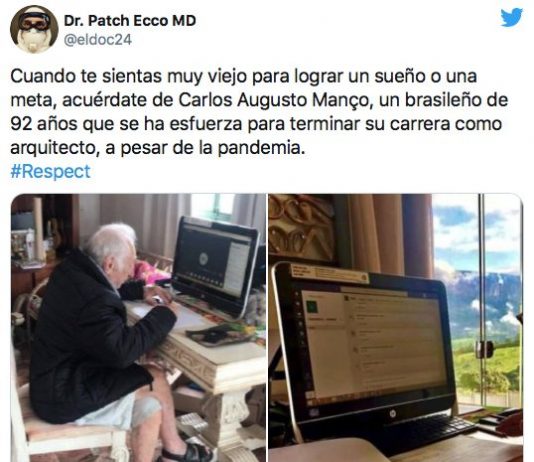 Dr. Patch Ecco MD
@eldoc24
Cuando te sientas muy viejo para lograr un sueño o una
meta, acuérdate de Carlos Augusto Manço, un brasileño de
92 años que se ha esfuerza para terminar su carrera como
arquitecto, a pesar de la pandemia.
#Respect
hp